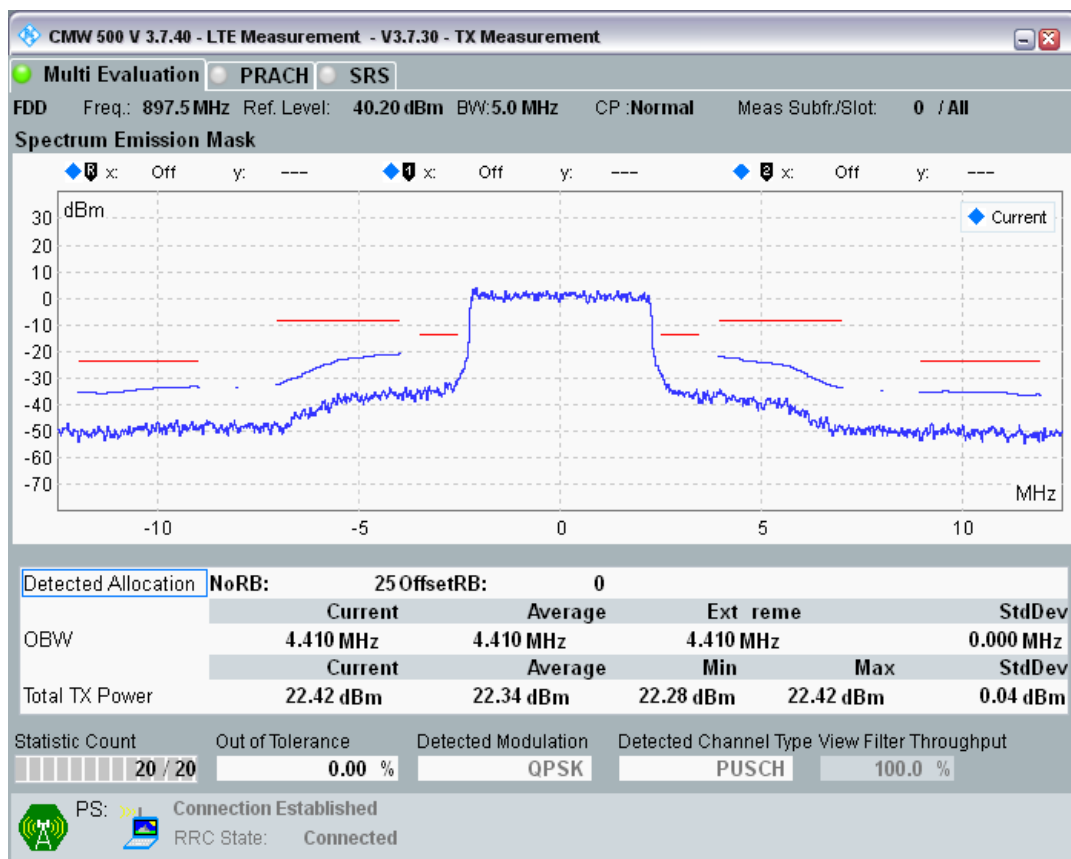 CMW 500 V 3.7.40 - LTE Measurement - V3.7.30 - TX Measurement
Multi Evaluation PRACH SRS
FDD Freq.: 897.5 MHz Ref. Level: 40.20 dBm BW:5.0 MHz CP :Normal Meas Subfr./Slot: 0 / All
Spectrum Emission Mask
R x: Off y: --- 1 x: Off y: --- 2 x: Off y: ---
dBm
Current
30
20
10
0
-10
-20
-30
-40
-50
-60
-70
MHz
-10 -5 0 5 10
Detected Allocation NoRB: 25 OffsetRB: 0
Current Average Ext reme StdDev
OBW 4.410 MHz 4.410 MHz 4.410 MHz 0.000 MHz
Current Average Min Max StdDev
Total TX Power 22.42 dBm 22.34 dBm 22.28 dBm 22.42 dBm 0.04 dBm
Statistic Count Out of Tolerance Detected Modulation Detected Channel Type View Filter Throughput
20 / 20 0.00 % QPSK PUSCH 100.0 %
PS: Connection Established
RRC State: Connected